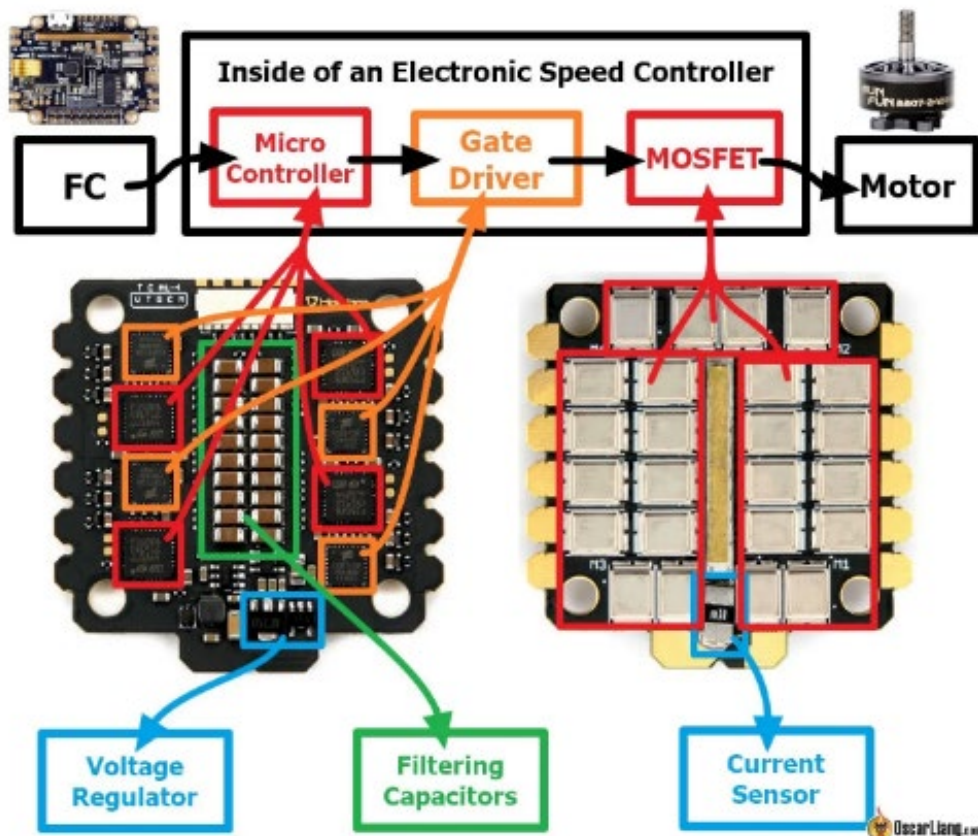 Inside of an Electronic Speed Controller
FC
Micro
Controller
Gate
Driver
MOSFET
Motor
M2
M3
M1
Voltage
Regulator
Filtering
Capacitors
Current
Sensor
OscarLiang.com